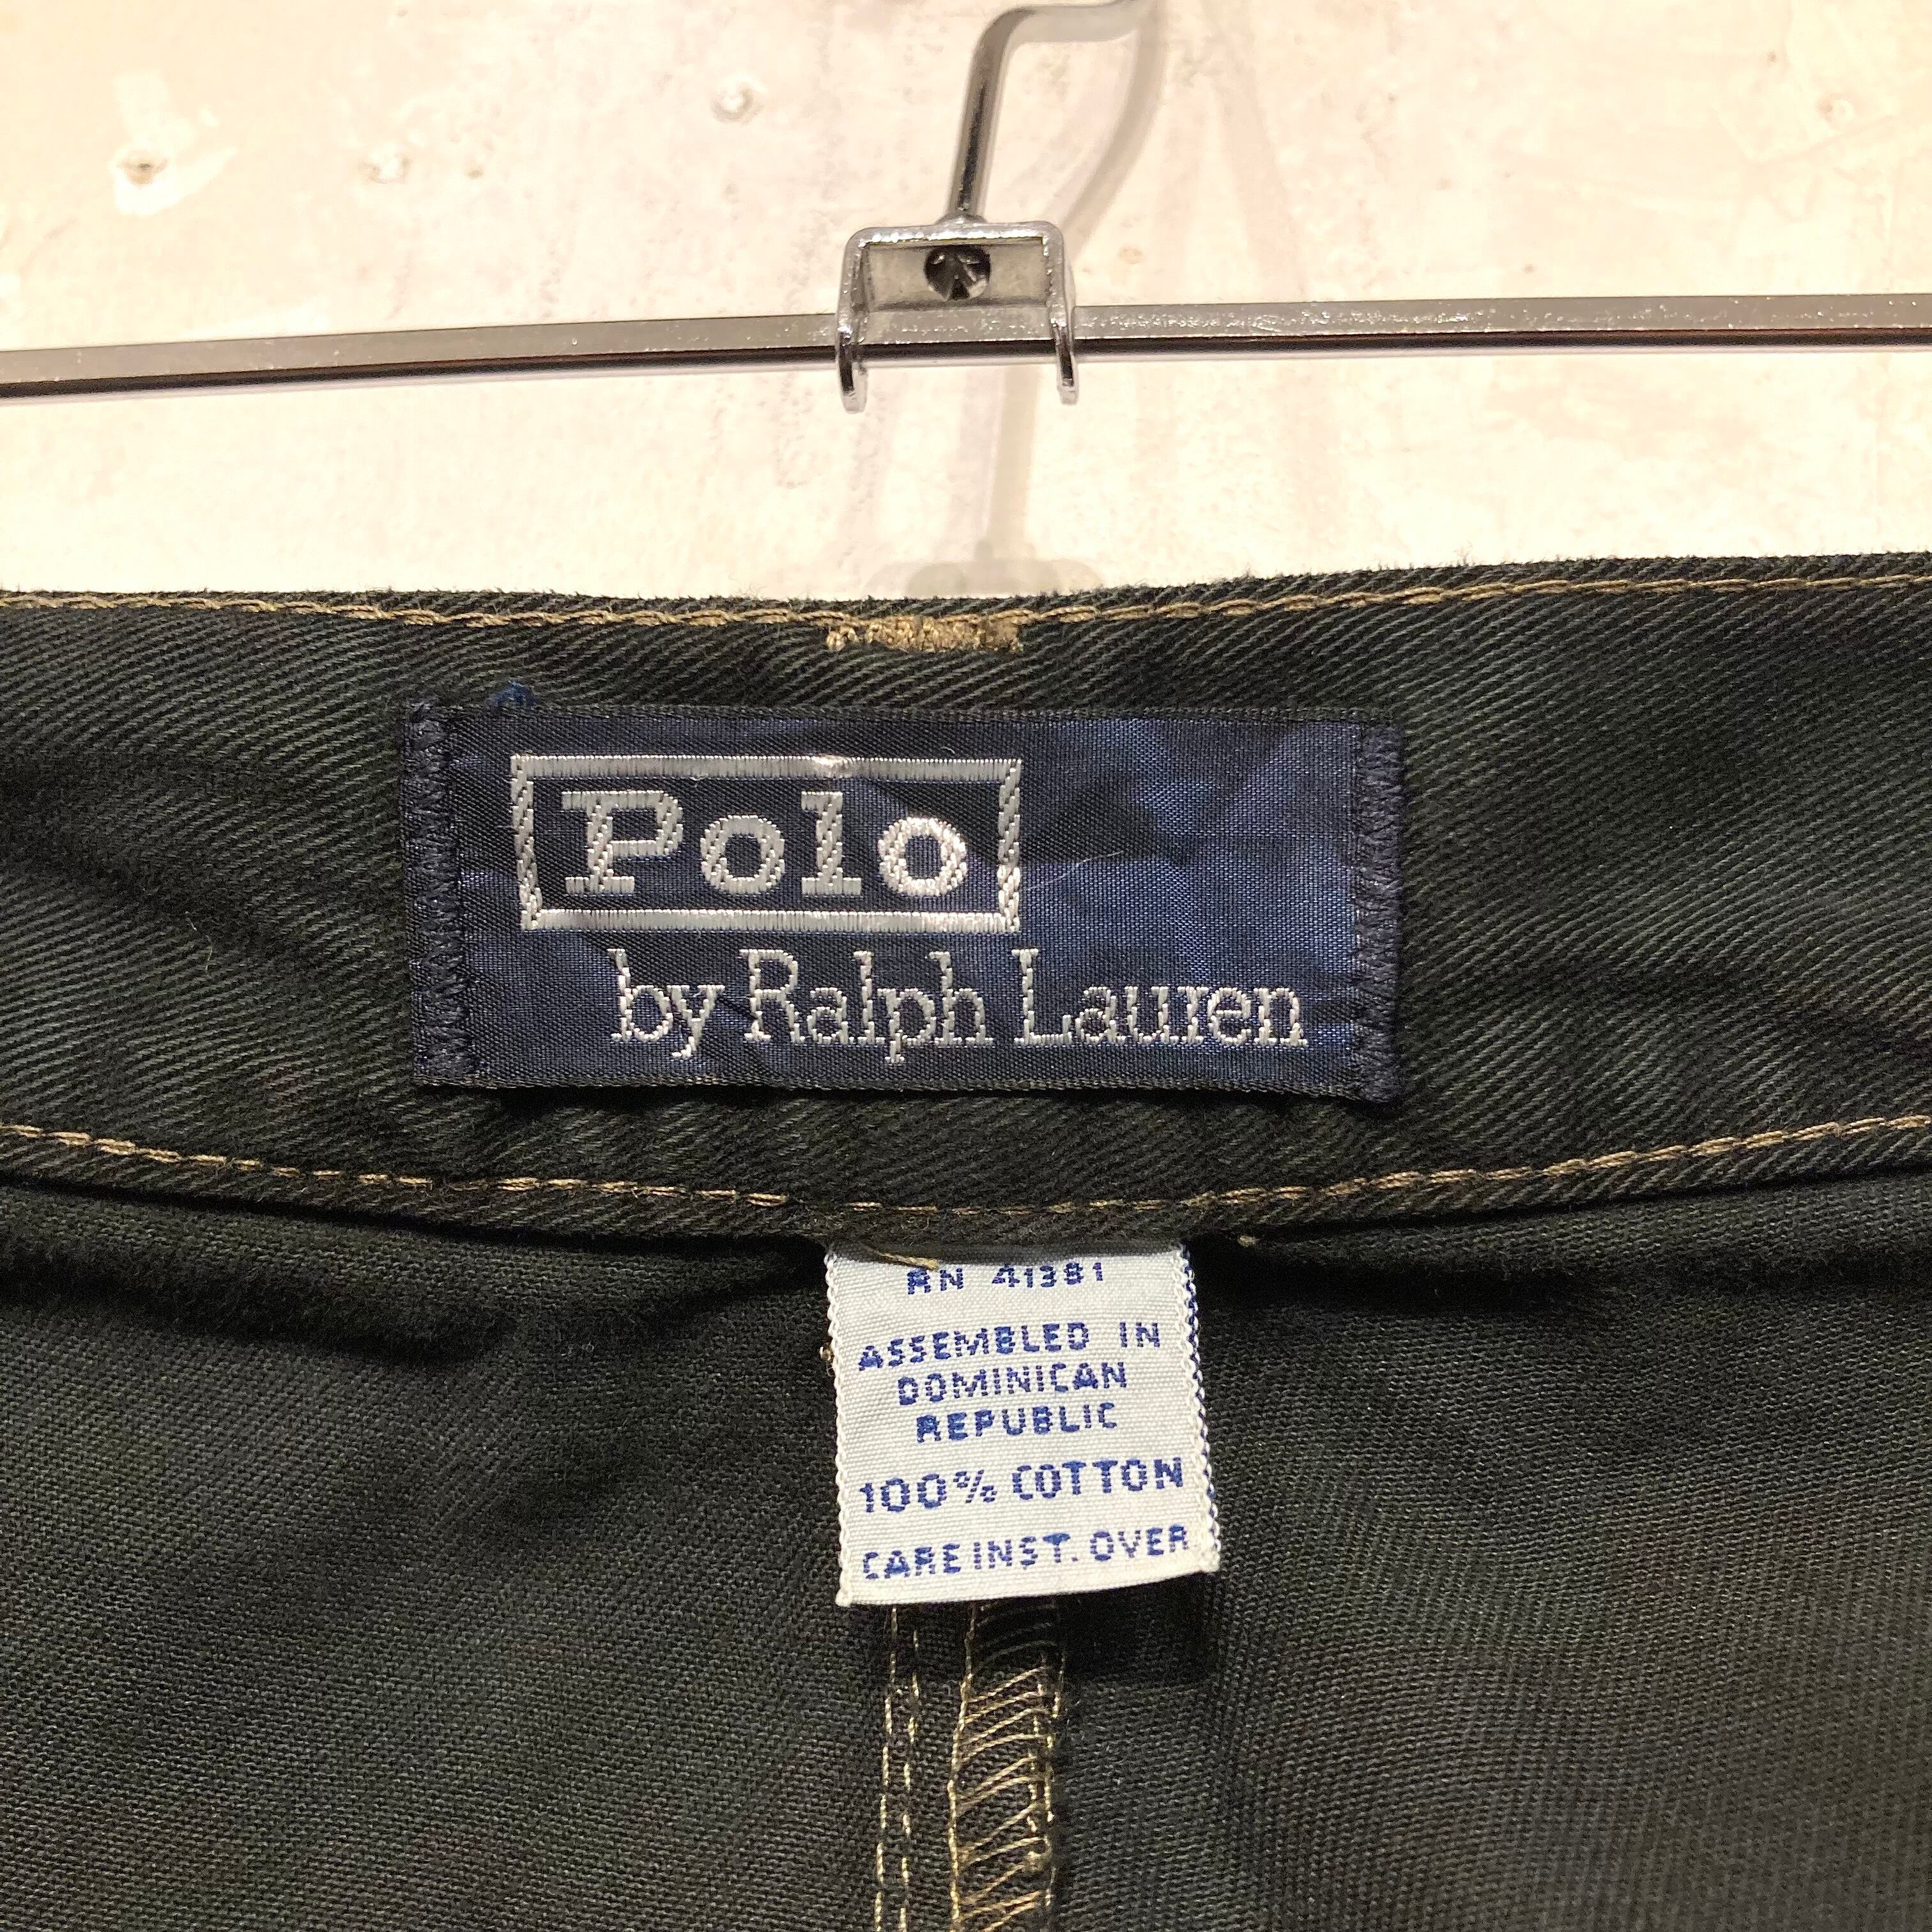 Polo
by Ralph Lauren
RN 41381
ASSEMBLED IN
DOMINICAN
REPUBLIC
100% COTTON
CARE INST. OVER